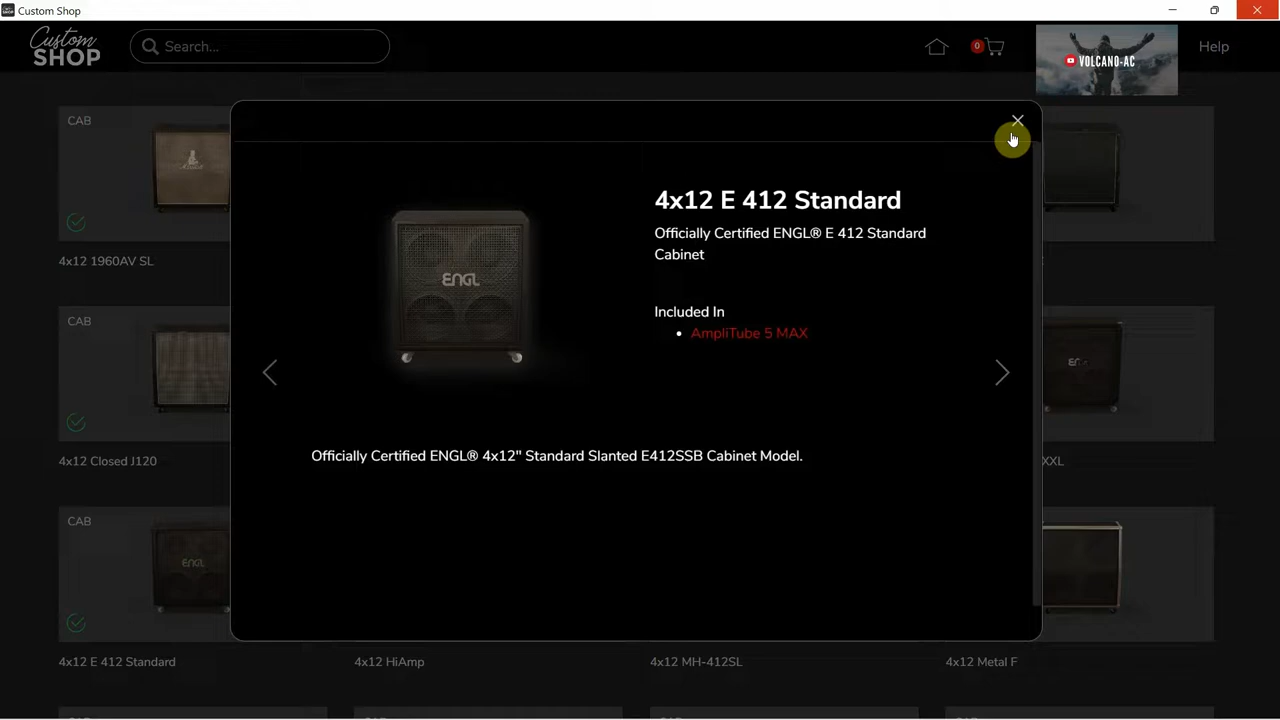 Custom Shop
Custom
SHOP
Search...
0
VOLCANO-AC
Help
CAB
4x12 1960AV SL
4x12 E 412 Standard
Officially Certified ENGL® E 412 Standard
Cabinet
Included In
AmpliTube 5 MAX
ENGL
Officially Certified ENGL® 4x12" Standard Slanted E412SSB Cabinet Model.
CAB
4x12 Closed J120
ENGL
XXL
CAB
ENGL
4x12 E 412 Standard
4x12 HiAmp
4x12 MH-412SL
4x12 Metal F
CAB